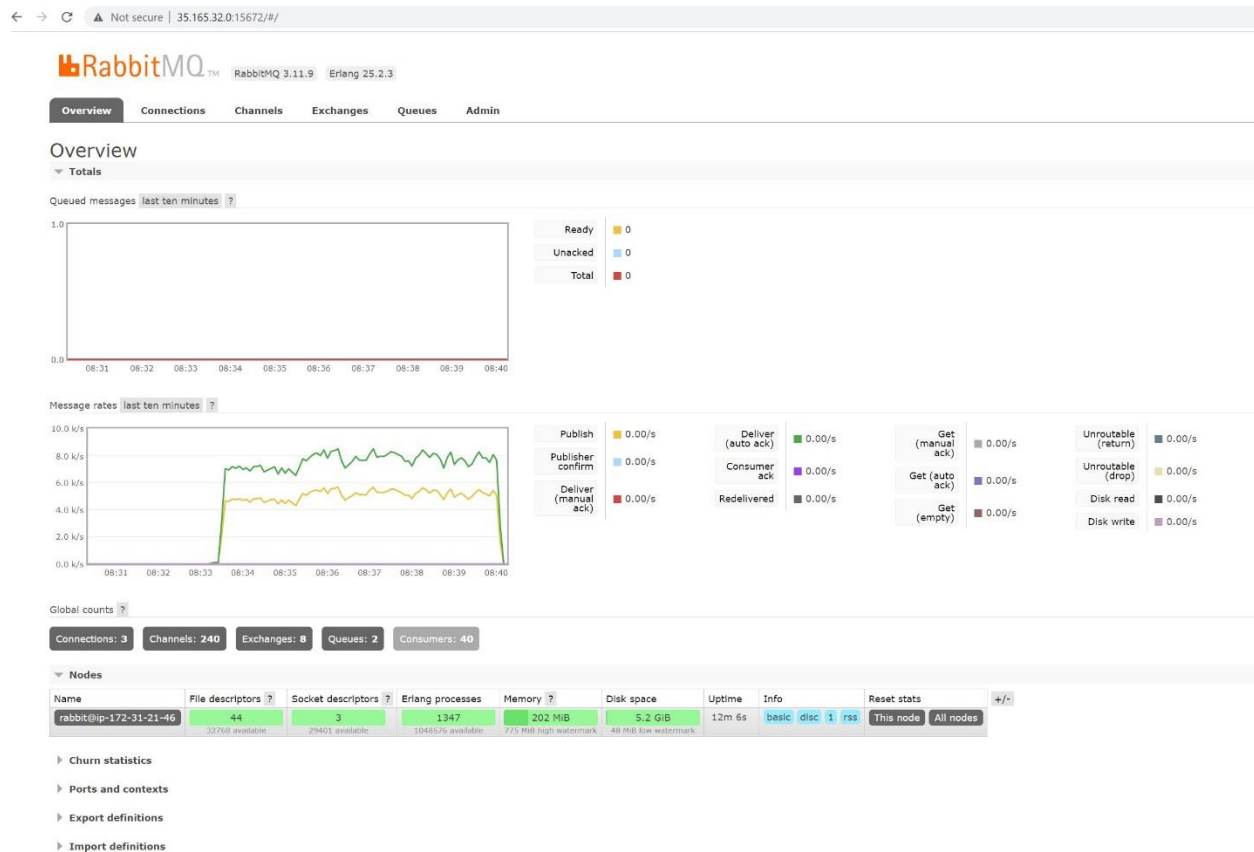 Not secure | 35.165.32.0:15672/#/
RabbitMQ TM RabbitMQ 3.11.9 Erlang 25.2.3
Overview Connections Channels Exchanges Queues Admin
Overview
Totals
Queued messages last ten minutes ?
1.0
0.0
08:31 08:32 08:33 08:34 08:35 08:36 08:37 08:38 08:39 08:40
Ready 0
Unacked 0
Total 0
Message rates last ten minutes ?
10.0 k/s
8.0 k/s
6.0 k/s
4.0 k/s
2.0 k/s
0.0 k/s
08:31 08:32 08:33 08:34 08:35 08:36 08:37 08:38 08:39 08:40
Publish 0.00/s
Publisher confirm 0.00/s
Deliver (manual ack) 0.00/s
Deliver (auto ack) 0.00/s
Consumer ack 0.00/s
Redelivered 0.00/s
Get (manual ack) 0.00/s
Get (auto ack) 0.00/s
Get (empty) 0.00/s
Unroutable (return) 0.00/s
Unroutable (drop) 0.00/s
Disk read 0.00/s
Disk write 0.00/s
Global counts ?
Connections: 3 Channels: 240 Exchanges: 8 Queues: 2 Consumers: 40
Nodes
Name File descriptors ? Socket descriptors ? Erlang processes Memory ? Disk space Uptime Info Reset stats +/-
rabbit@ip-172-31-21-46 44 3 1347 202 MiB 5.2 GiB 12m 6s basic disc 1 rss This node All nodes
32768 available 29401 available 1048576 available 775 MiB high watermark 48 MiB low watermark
Churn statistics
Ports and contexts
Export definitions
Import definitions